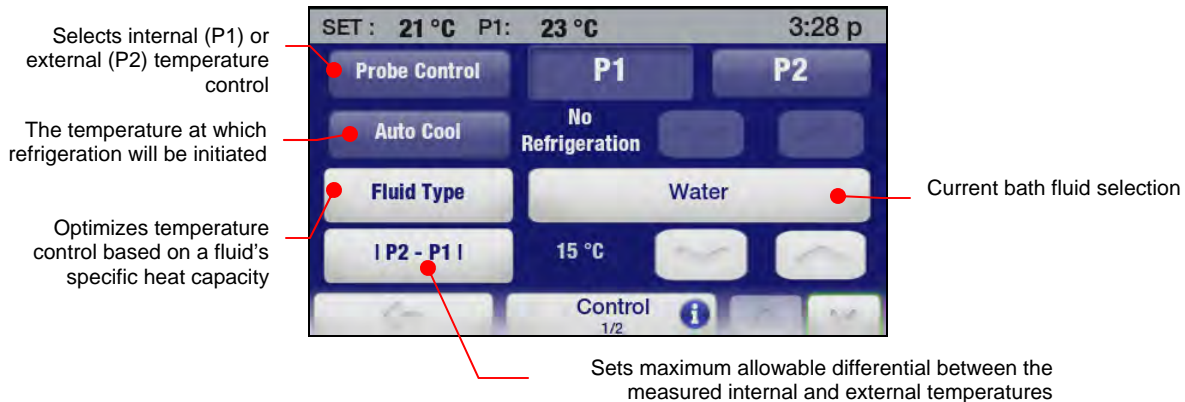 SET : 21 °C P1: 23 °C 3:28 p
Selects internal (P1) or
external (P2) temperature
control
Probe Control P1 P2
The temperature at which
refrigeration will be initiated
Auto Cool
No
Refrigeration
Fluid Type Water
Current bath fluid selection
Optimizes temperature
control based on a fluid's
specific heat capacity
| P2 - P1 | 15 °C
Control
1/2
i
Sets maximum allowable differential between the
measured internal and external temperatures